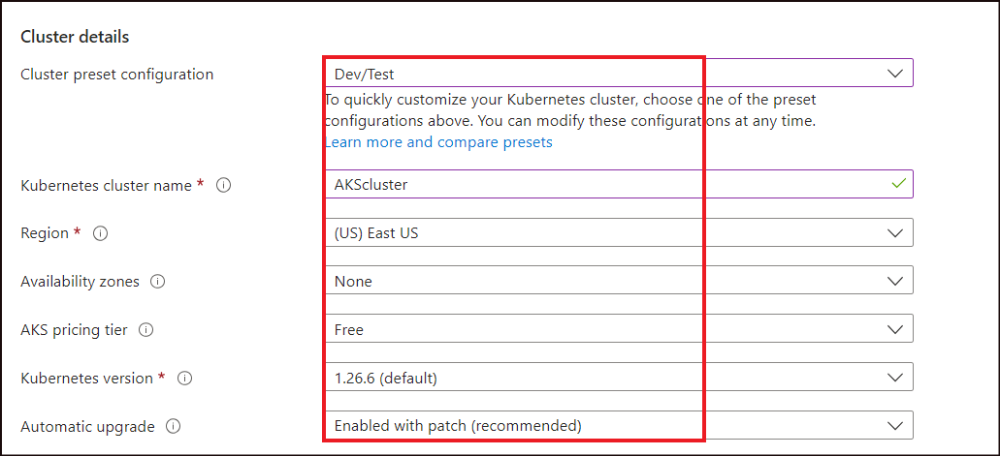 Cluster details
Cluster preset configuration Dev/Test
To quickly customize your Kubernetes cluster, choose one of the preset
configurations above. You can modify these configurations at any time.
Learn more and compare presets
Kubernetes cluster name * AKScluster
Region * (US) East US
Availability zones None
AKS pricing tier Free
Kubernetes version * 1.26.6 (default)
Automatic upgrade Enabled with patch (recommended)